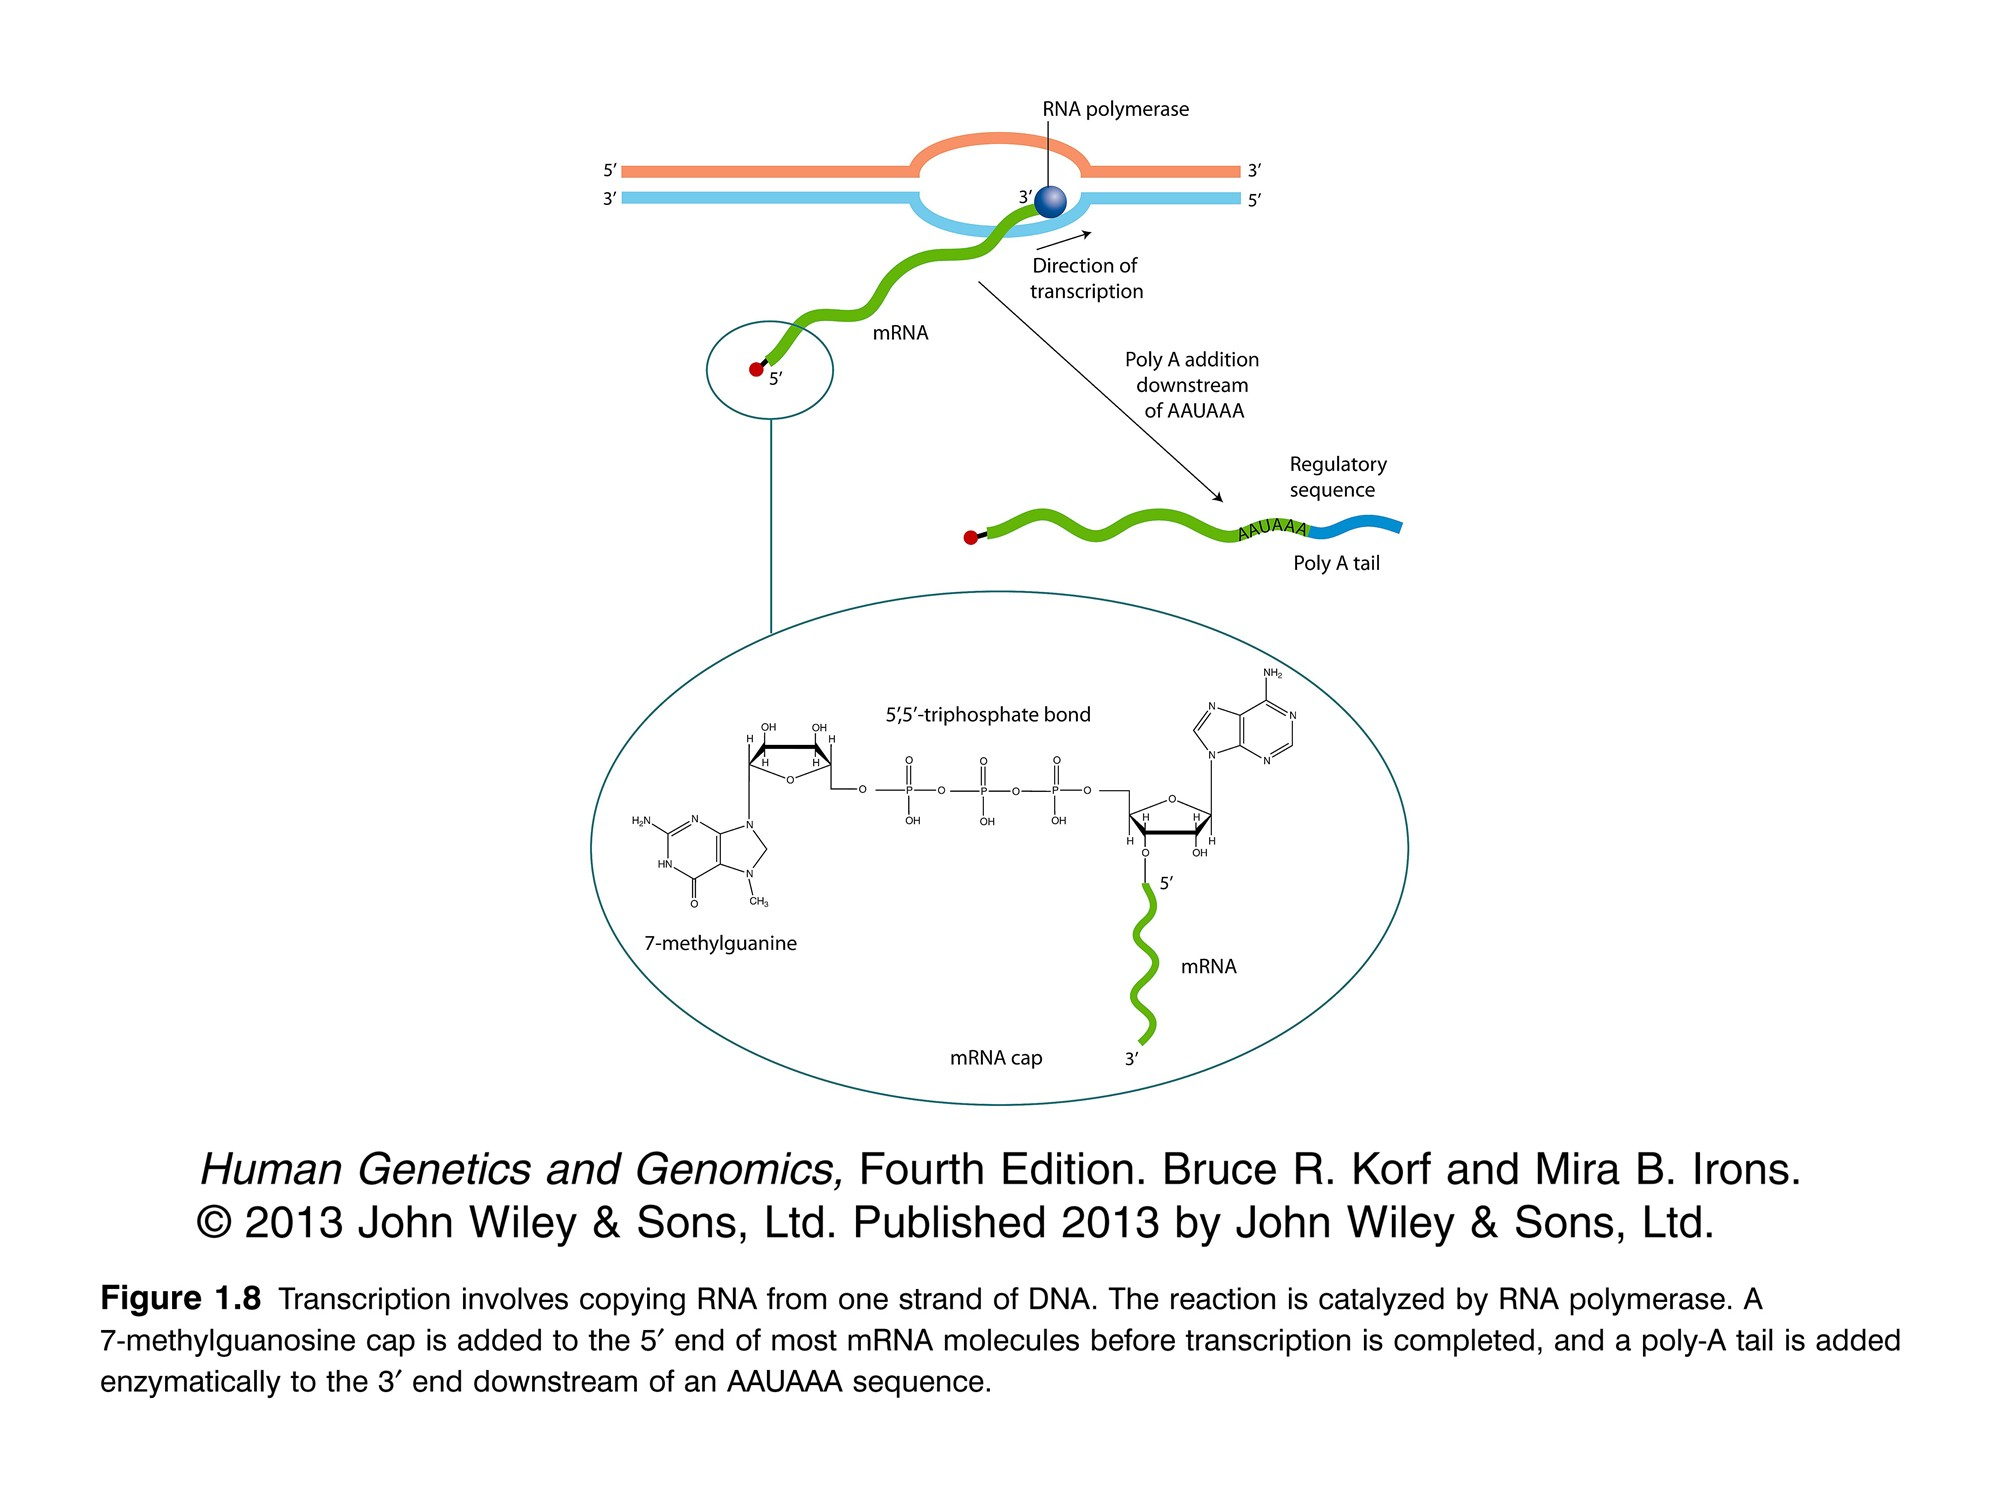 RNA polymerase
5′
3′
3′
5′
3′
Direction of
transcription
mRNA
5′
Poly A addition
downstream
of AAUAAA
Regulatory
sequence
AAUAAA
Poly A tail
5′,5′-triphosphate bond
NH₂
N
N
N
N
OH
OH
H
H
H
H
O
O
O
O
O
O
P
O
P
O
P
O
OH
OH
OH
O
H
H
H
H
O
OH
H₂N
N
N
HN
N
O
CH₃
7-methylguanine
5′
mRNA
mRNA cap
3′
Human Genetics and Genomics, Fourth Edition. Bruce R. Korf and Mira B. Irons.
© 2013 John Wiley & Sons, Ltd. Published 2013 by John Wiley & Sons, Ltd.
Figure 1.8 Transcription involves copying RNA from one strand of DNA. The reaction is catalyzed by RNA polymerase. A
7-methylguanosine cap is added to the 5′ end of most mRNA molecules before transcription is completed, and a poly-A tail is added
enzymatically to the 3′ end downstream of an AAUAAA sequence.